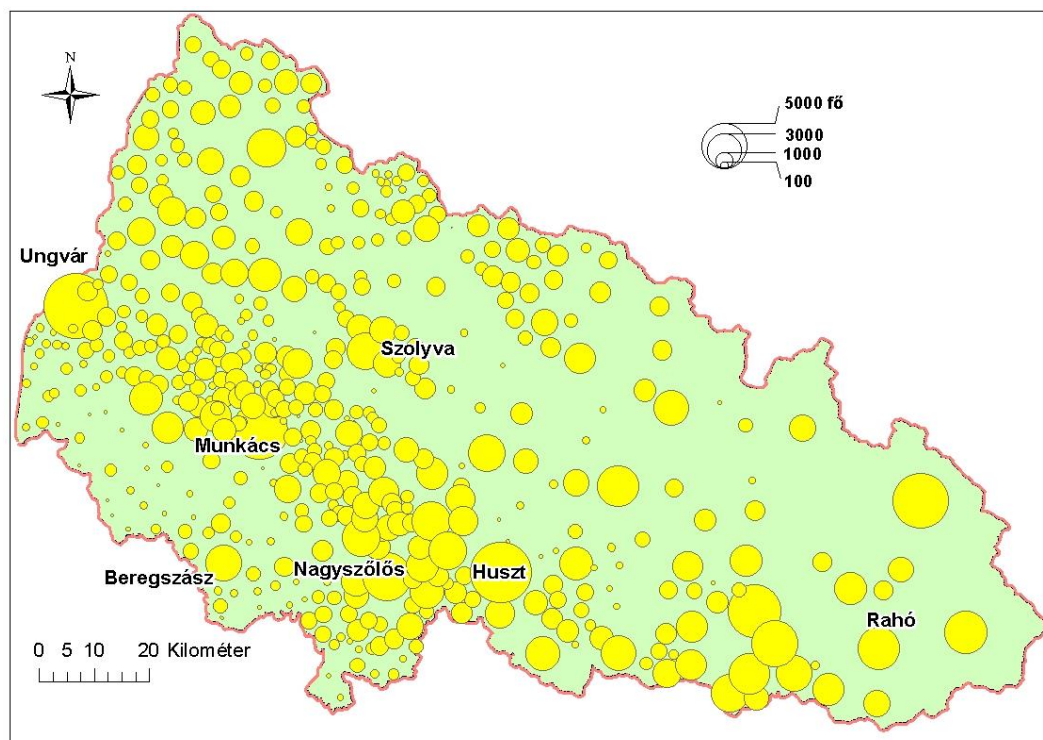 N
5000 fő
3000
1000
100
Ungvár
Szolyva
Munkács
Beregszász
Nagyszőlős
Huszt
Rahó
0 5 10 20 Kilométer